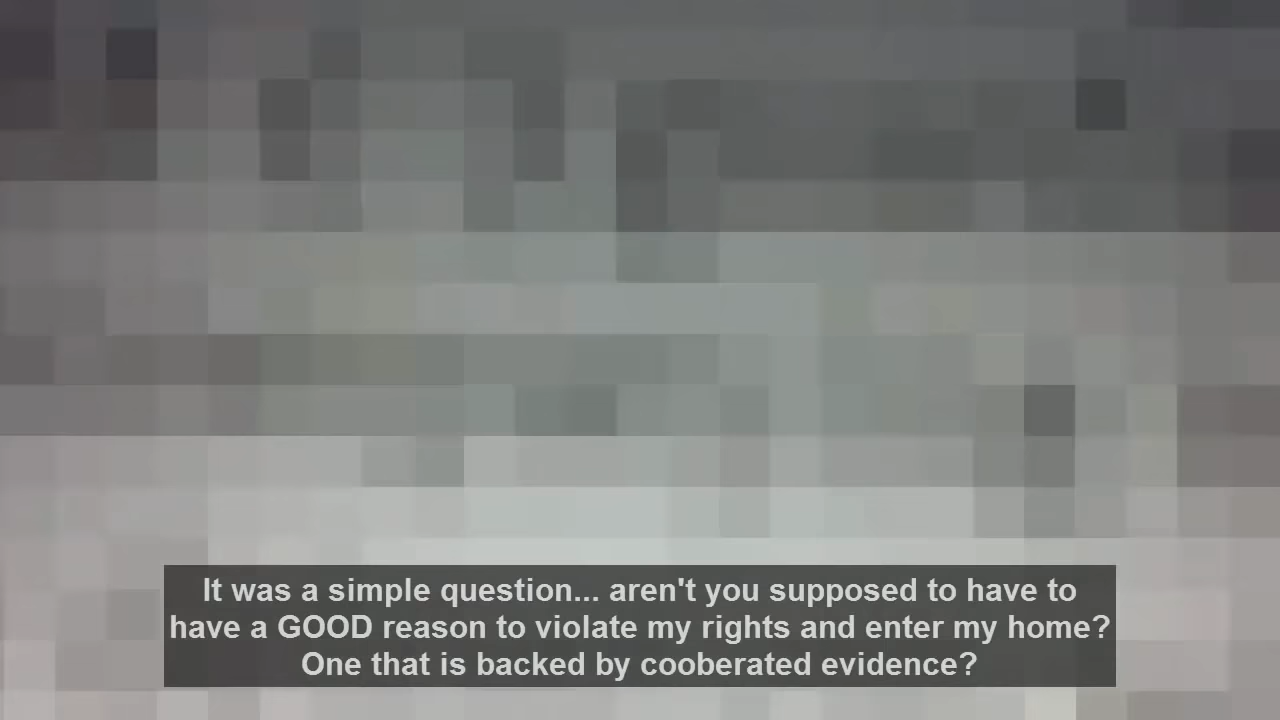 It was a simple question... aren't you supposed to have to
have a GOOD reason to violate my rights and enter my home?
One that is backed by cooberated evidence?